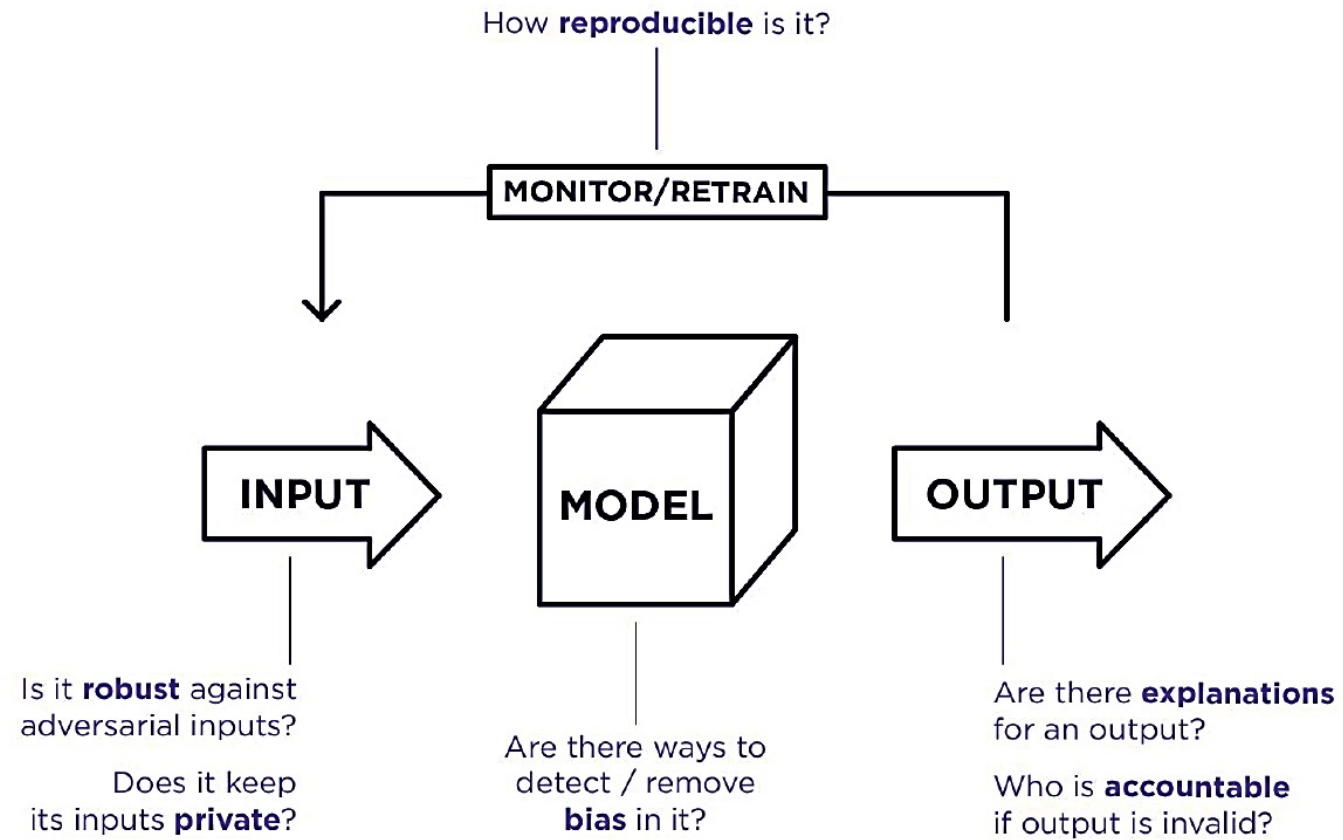 How reproducible is it?
MONITOR/RETRAIN
INPUT
MODEL
OUTPUT
Is it robust against
adversarial inputs?
Does it keep
its inputs private?
Are there ways to
detect / remove
bias in it?
Are there explanations
for an output?
Who is accountable
if output is invalid?